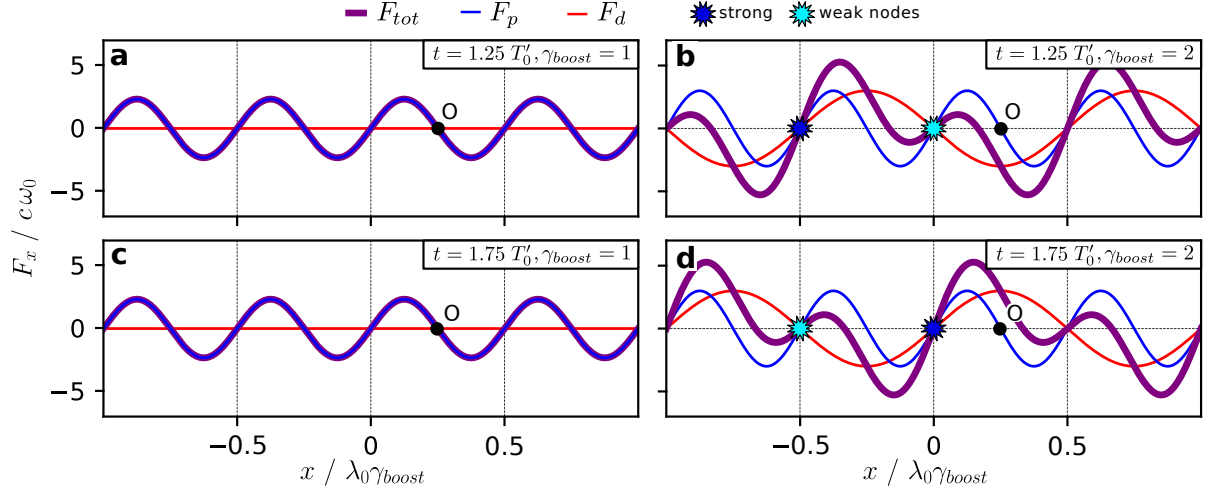 F_tot F_p F_d strong weak nodes
a t = 1.25 T′_0, γ_boost = 1
b t = 1.25 T′_0, γ_boost = 2
5
0
−5
O
O
c t = 1.75 T′_0, γ_boost = 1
d t = 1.75 T′_0, γ_boost = 2
5
0
−5
O
O
−0.5 0 0.5
−0.5 0 0.5
x / λ_0γ_boost
x / λ_0γ_boost
F_x / c ω_0